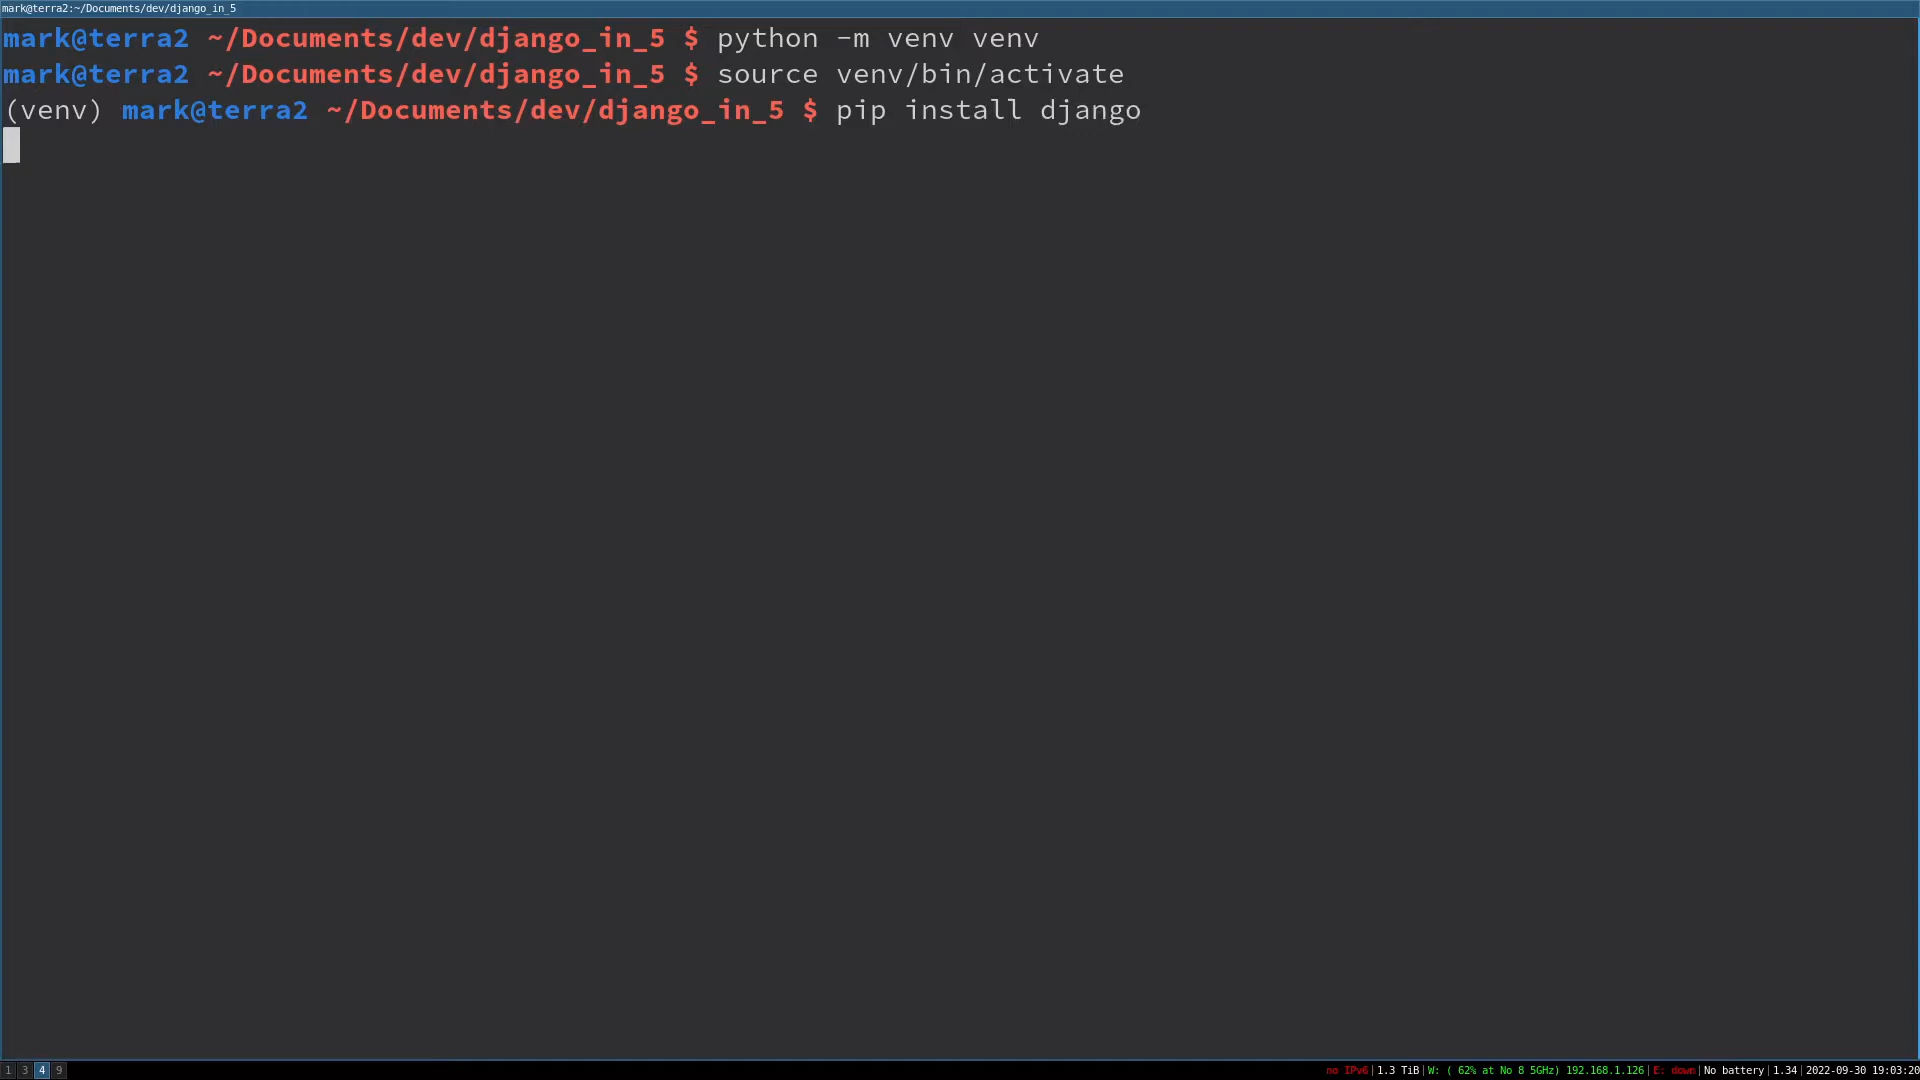 mark@terra2:~/Documents/dev/django_in_5
mark@terra2 ~/Documents/dev/django_in_5 $ python -m venv venv
mark@terra2 ~/Documents/dev/django_in_5 $ source venv/bin/activate
(venv) mark@terra2 ~/Documents/dev/django_in_5 $ pip install django
1 3 4 9 no IPv6|1.3 TiB|W: ( 62% at No 8 5GHz) 192.168.1.126|E: down|No battery|1.34|2022-09-30 19:03:20